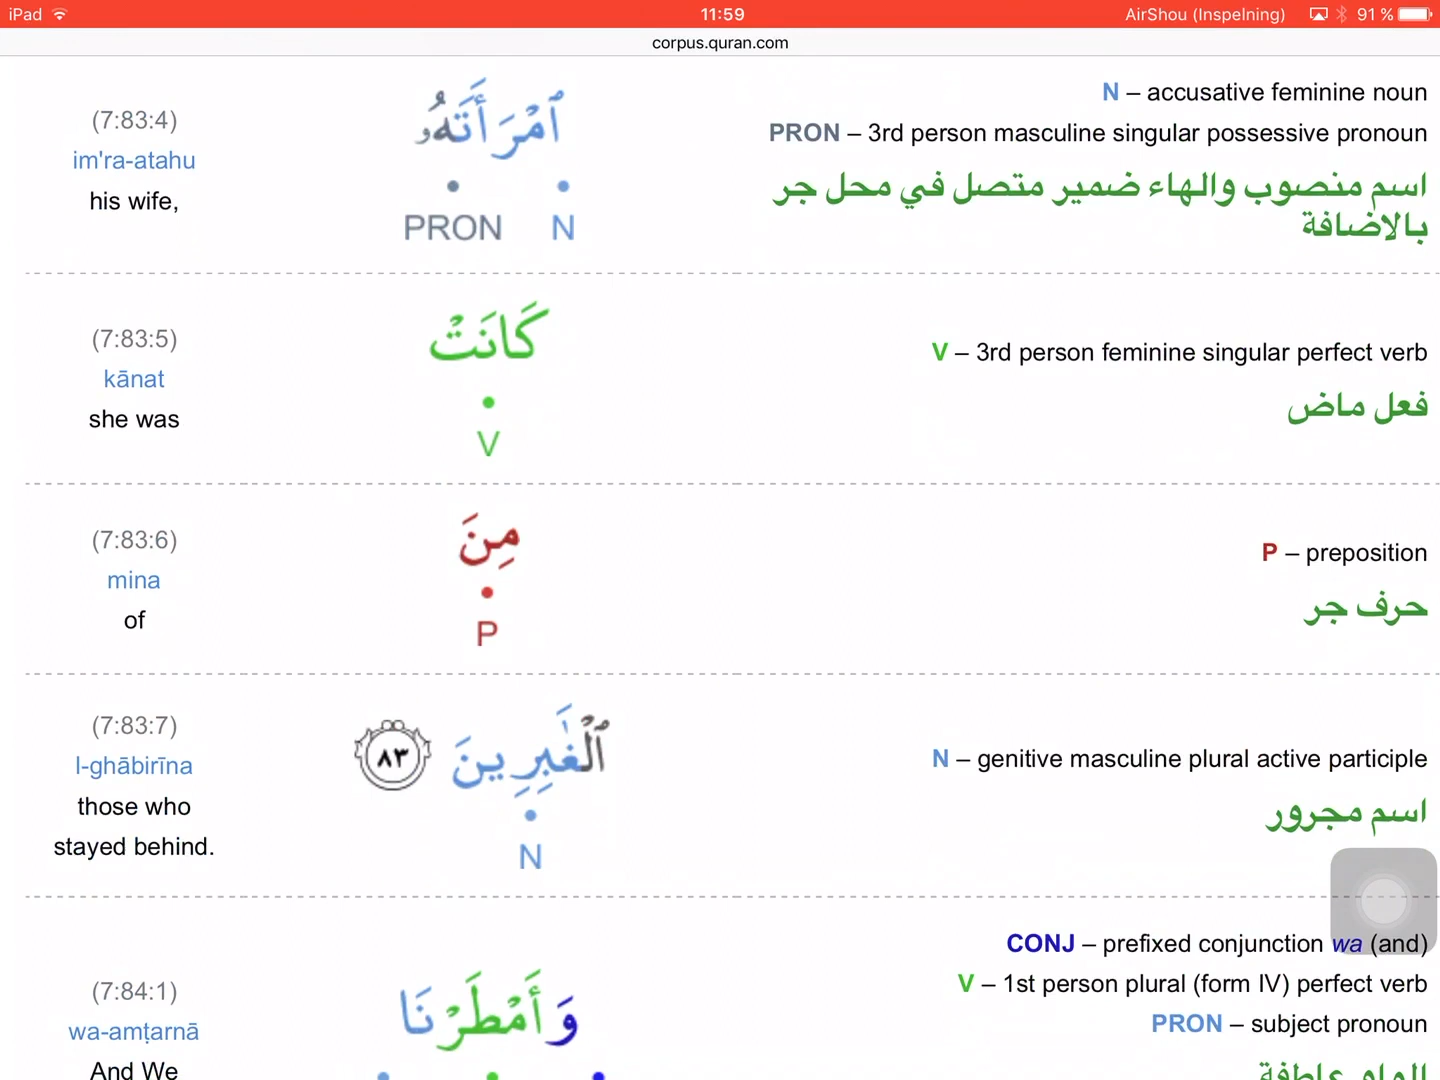 iPad 11:59 AirShou (Inspelning) 91 %
corpus.quran.com
(7:83:4)
im'ra-atahu
his wife,
ٱمْرَأَتَهُۥ
PRON N
N – accusative feminine noun
PRON – 3rd person masculine singular possessive pronoun
اسم منصوب والهاء ضمير متصل في محل جر
بالاضافة
(7:83:5)
kānat
she was
كَانَتْ
V
V – 3rd person feminine singular perfect verb
فعل ماض
(7:83:6)
mina
of
مِنَ
P
P – preposition
حرف جر
(7:83:7)
l-ghābirīna
those who
stayed behind.
ٱلْغَٰبِرِينَ ٨٣
N
N – genitive masculine plural active participle
اسم مجرور
(7:84:1)
wa-amṭarnā
And We
وَأَمْطَرْنَا
CONJ – prefixed conjunction wa (and)
V – 1st person plural (form IV) perfect verb
PRON – subject pronoun
الواو عاطفة